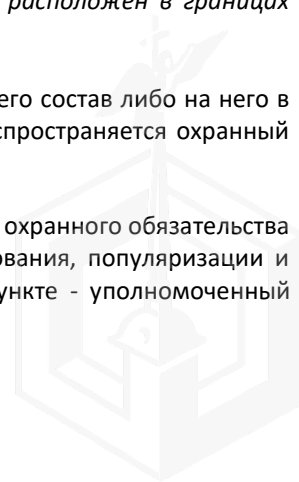 расположен в границах
его состав либо на него в
спространяется охранный
охранного обязательства
ования, популяризации и
ункте - уполномоченный